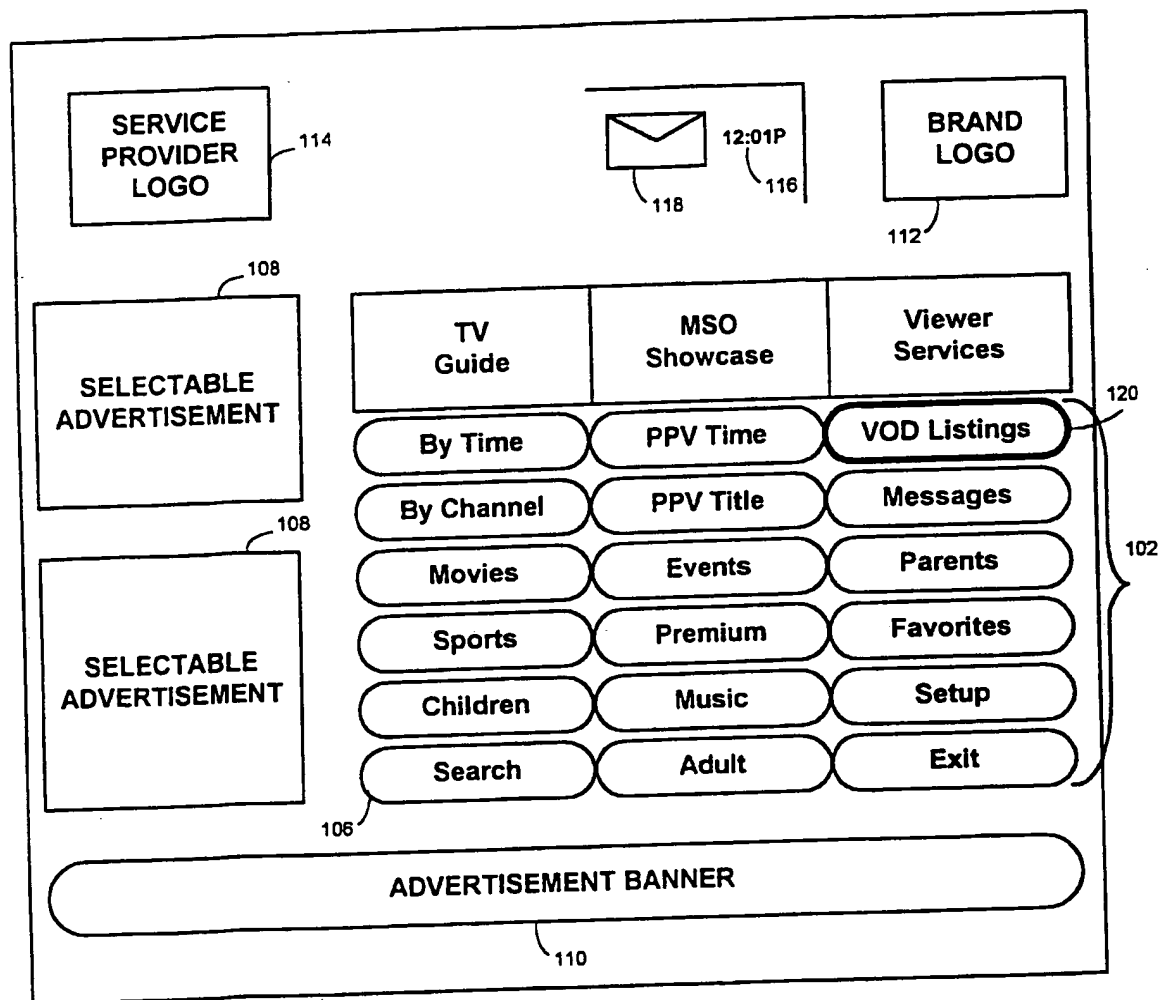 SERVICE
PROVIDER
LOGO
114
118
12:01P
116
BRAND
LOGO
112
108
SELECTABLE
ADVERTISEMENT
108
SELECTABLE
ADVERTISEMENT
TV
Guide
MSO
Showcase
Viewer
Services
120
By Time
PPV Time
VOD Listings
By Channel
PPV Title
Messages
Movies
Events
Parents
102
Sports
Premium
Favorites
Children
Music
Setup
Search
Adult
Exit
106
ADVERTISEMENT BANNER
110